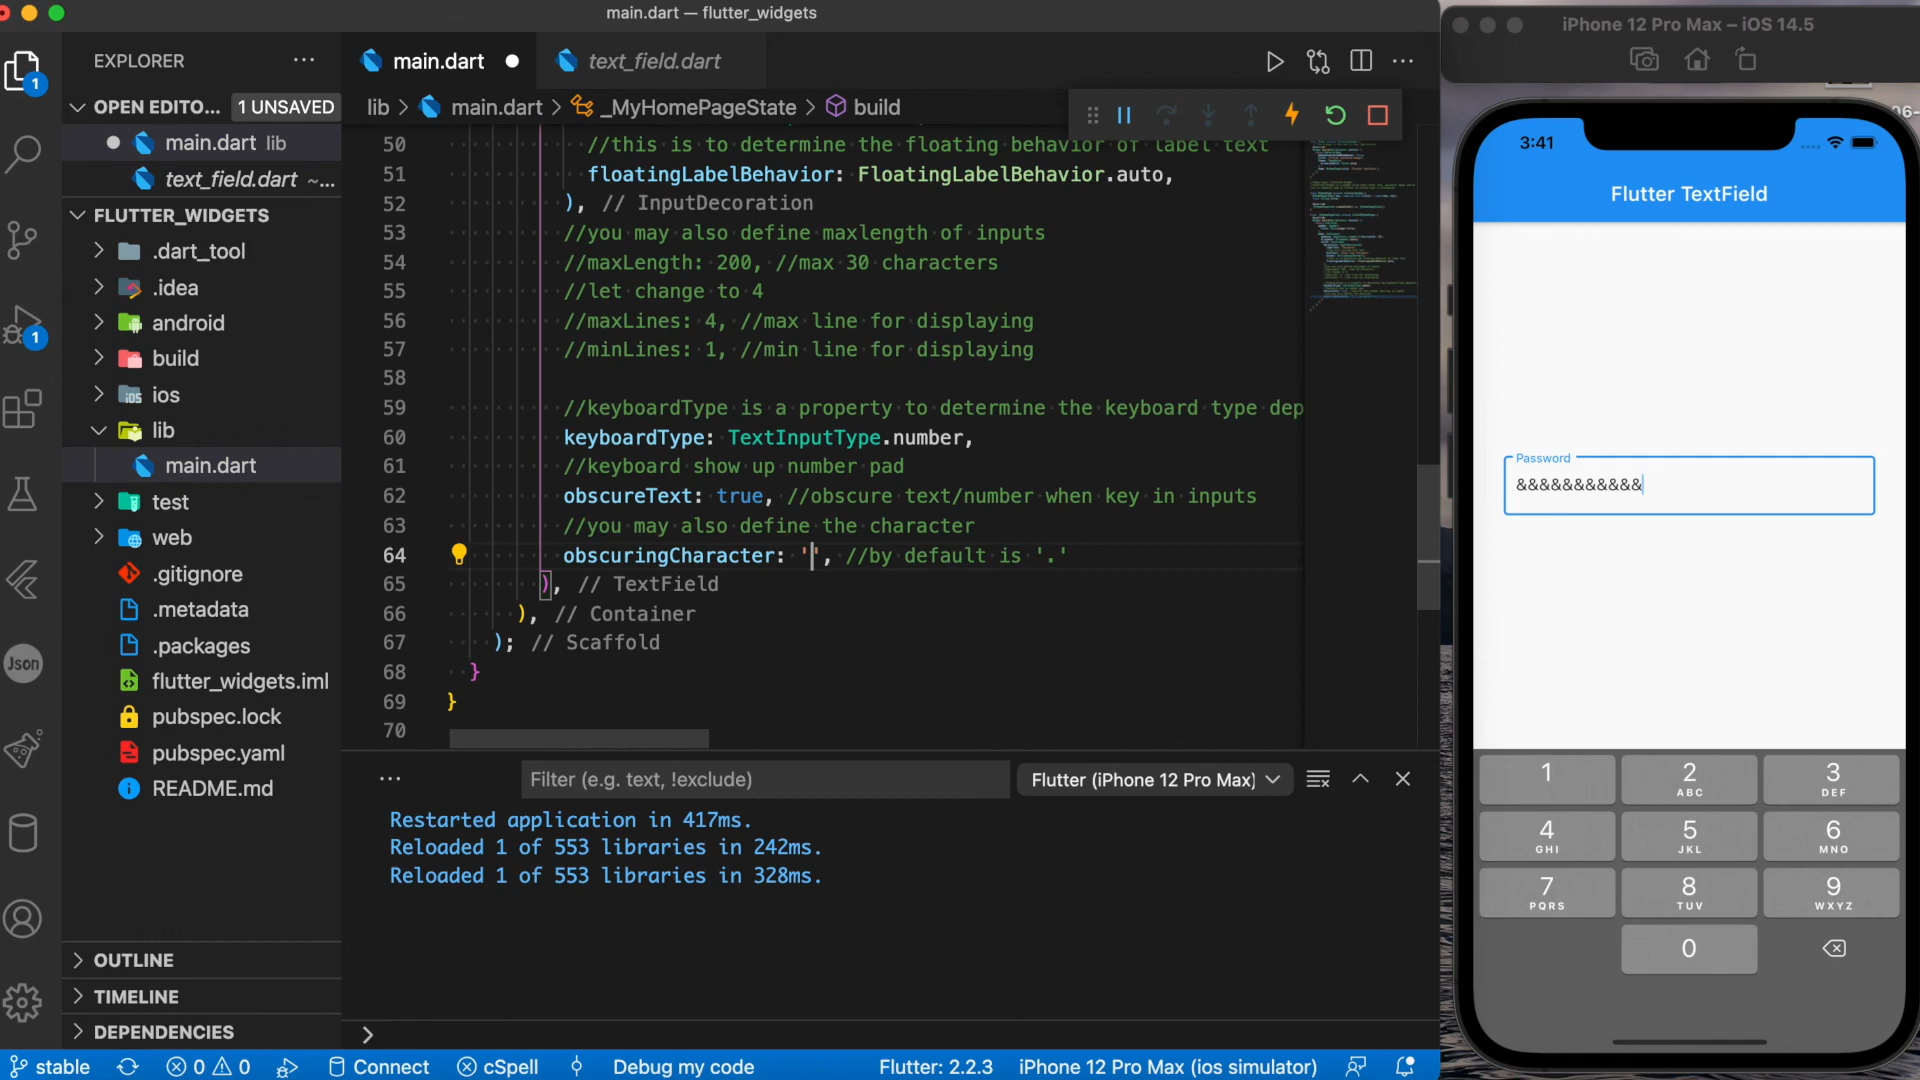 main.dart — flutter_widgets
EXPLORER
1
OPEN EDITO...
1 UNSAVED
main.dart lib
text_field.dart ~...
FLUTTER_WIDGETS
.dart_tool
.idea
android
1
build
ios
lib
main.dart
test
web
.gitignore
.metadata
Json
.packages
flutter_widgets.iml
pubspec.lock
pubspec.yaml
README.md
OUTLINE
TIMELINE
DEPENDENCIES
main.dart
text_field.dart
lib > main.dart > _MyHomePageState > build
50 //this is to determine the floating behavior of label text
51 floatingLabelBehavior: FloatingLabelBehavior.auto,
52 ), // InputDecoration
53 //you may also define maxlength of inputs
54 //maxLength: 200, //max 30 characters
55 //let change to 4
56 //maxLines: 4, //max line for displaying
57 //minLines: 1, //min line for displaying
58
59 //keyboardType is a property to determine the keyboard type dep
60 keyboardType: TextInputType.number,
61 //keyboard show up number pad
62 obscureText: true, //obscure text/number when key in inputs
63 //you may also define the character
64 obscuringCharacter: '', //by default is '.'
65 ), // TextField
66 ), // Container
67 ); // Scaffold
68 }
69 }
70
Filter (e.g. text, !exclude)
Flutter (iPhone 12 Pro Max)
Restarted application in 417ms.
Reloaded 1 of 553 libraries in 242ms.
Reloaded 1 of 553 libraries in 328ms.
stable
0
0
Connect
cSpell
Debug my code
Flutter: 2.2.3
iPhone 12 Pro Max (ios simulator)
iPhone 12 Pro Max – iOS 14.5
3:41
Flutter TextField
Password
&&&&&&&&&&&
1
2
ABC
3
DEF
4
GHI
5
JKL
6
MNO
7
PQRS
8
TUV
9
WXYZ
0